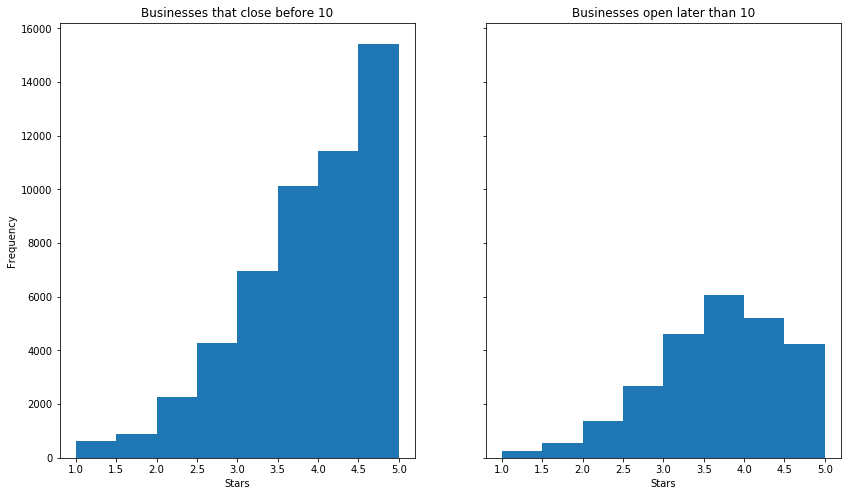 Businesses that close before 10
Businesses open later than 10
16000
14000
12000
10000
8000
6000
4000
2000
0
Frequency
1.0 1.5 2.0 2.5 3.0 3.5 4.0 4.5 5.0
Stars
1.0 1.5 2.0 2.5 3.0 3.5 4.0 4.5 5.0
Stars